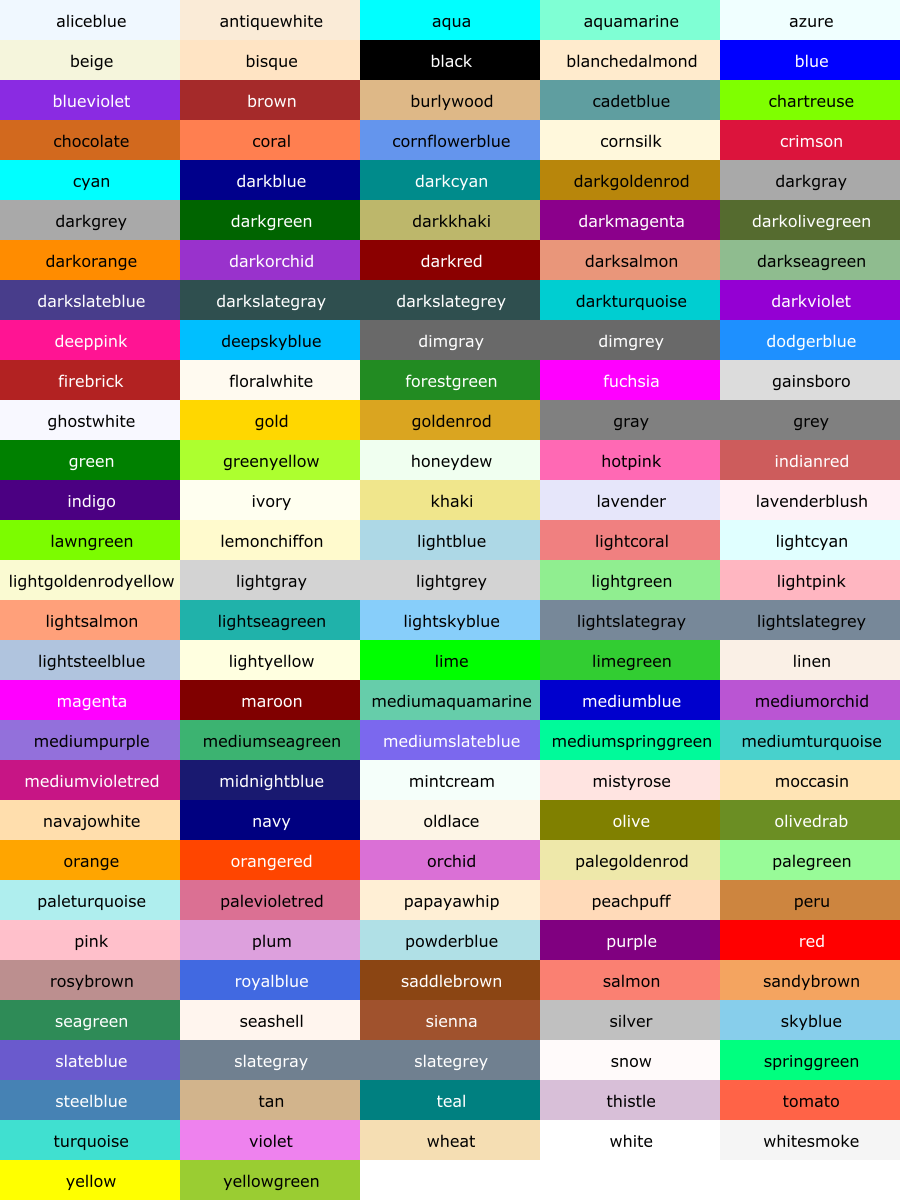 aliceblue antiquewhite aqua aquamarine azure
beige bisque black blanchedalmond blue
blueviolet brown burlywood cadetblue chartreuse
chocolate coral cornflowerblue cornsilk crimson
cyan darkblue darkcyan darkgoldenrod darkgray
darkgrey darkgreen darkkhaki darkmagenta darkolivegreen
darkorange darkorchid darkred darksalmon darkseagreen
darkslateblue darkslategray darkslategrey darkturquoise darkviolet
deeppink deepskyblue dimgray dimgrey dodgerblue
firebrick floralwhite forestgreen fuchsia gainsboro
ghostwhite gold goldenrod gray grey
green greenyellow honeydew hotpink indianred
indigo ivory khaki lavender lavenderblush
lawngreen lemonchiffon lightblue lightcoral lightcyan
lightgoldenrodyellow lightgray lightgrey lightgreen lightpink
lightsalmon lightseagreen lightskyblue lightslategray lightslategrey
lightsteelblue lightyellow lime limegreen linen
magenta maroon mediumaquamarine mediumblue mediumorchid
mediumpurple mediumseagreen mediumslateblue mediumspringgreen mediumturquoise
mediumvioletred midnightblue mintcream mistyrose moccasin
navajowhite navy oldlace olive olivedrab
orange orangered orchid palegoldenrod palegreen
paleturquoise palevioletred papayawhip peachpuff peru
pink plum powderblue purple red
rosybrown royalblue saddlebrown salmon sandybrown
seagreen seashell sienna silver skyblue
slateblue slategray slategrey snow springgreen
steelblue tan teal thistle tomato
turquoise violet wheat white whitesmoke
yellow yellowgreen